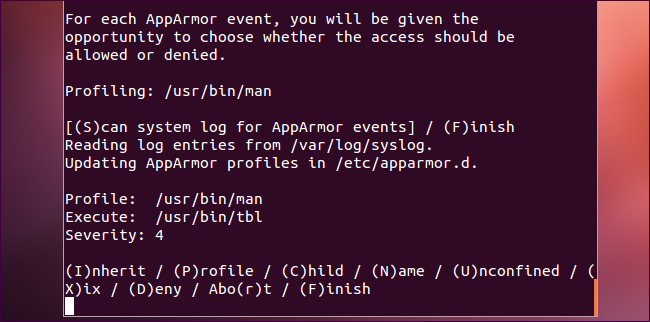 For each AppArmor event, you will be given the
opportunity to choose whether the access should be
allowed or denied.
Profiling: /usr/bin/man
[(S)can system log for AppArmor events] / (F)inish
Reading log entries from /var/log/syslog.
Updating AppArmor profiles in /etc/apparmor.d.
Profile:  /usr/bin/man
Execute:  /usr/bin/tbl
Severity: 4
(I)nherit / (P)rofile / (C)hild / (N)ame / (U)nconfined / (
X)ix / (D)eny / Abo(r)t / (F)inish